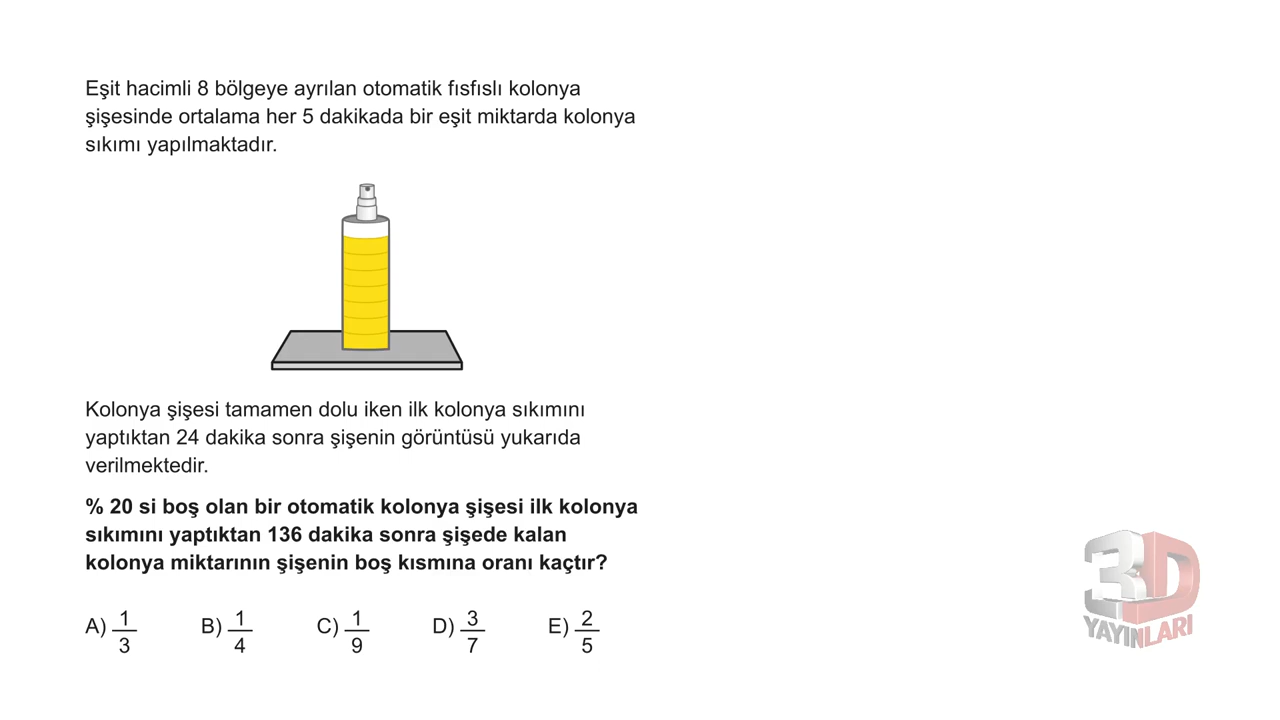 Eşit hacimli 8 bölgeye ayrılan otomatik fısfıslı kolonya
şişesinde ortalama her 5 dakikada bir eşit miktarda kolonya
sıkımı yapılmaktadır.
Kolonya şişesi tamamen dolu iken ilk kolonya sıkımını
yaptıktan 24 dakika sonra şişenin görüntüsü yukarıda
verilmektedir.
% 20 si boş olan bir otomatik kolonya şişesi ilk kolonya
sıkımını yaptıktan 136 dakika sonra şişede kalan
kolonya miktarının şişenin boş kısmına oranı kaçtır?
A) 1/3 B) 1/4 C) 1/9 D) 3/7 E) 2/5
3D
YAYINLARI